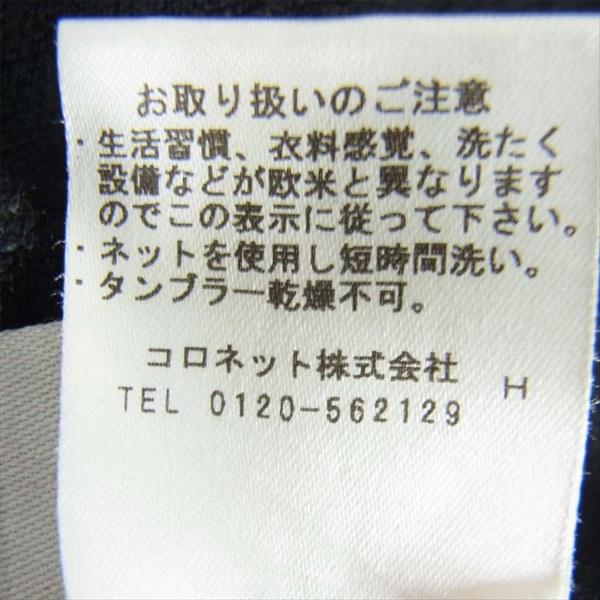 お取り扱いのご注意
・生活習慣、衣料感覚、洗たく
設備などが欧米と異なります
のでこの表示に従って下さい。
・ネットを使用し短時間洗い。
・タンブラー乾燥不可。
コロネット株式会社
H
TEL 0120-562129